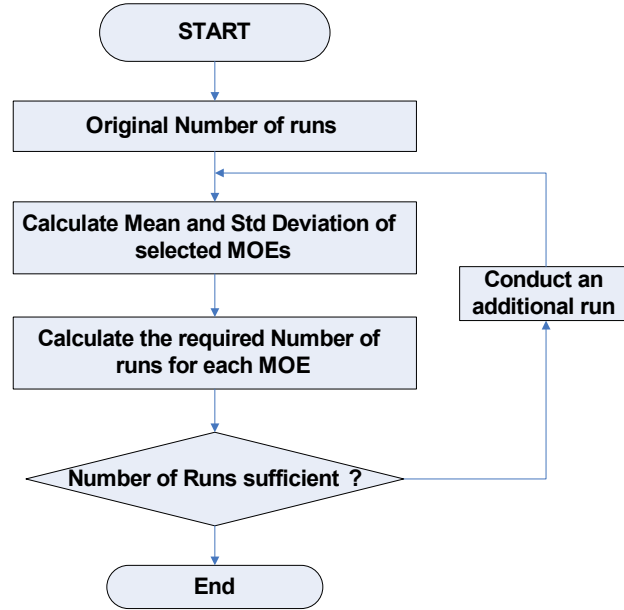 START
Original Number of runs
Calculate Mean and Std Deviation of
selected MOEs
Conduct an
additional run
Calculate the required Number of
runs for each MOE
Number of Runs sufficient ?
End